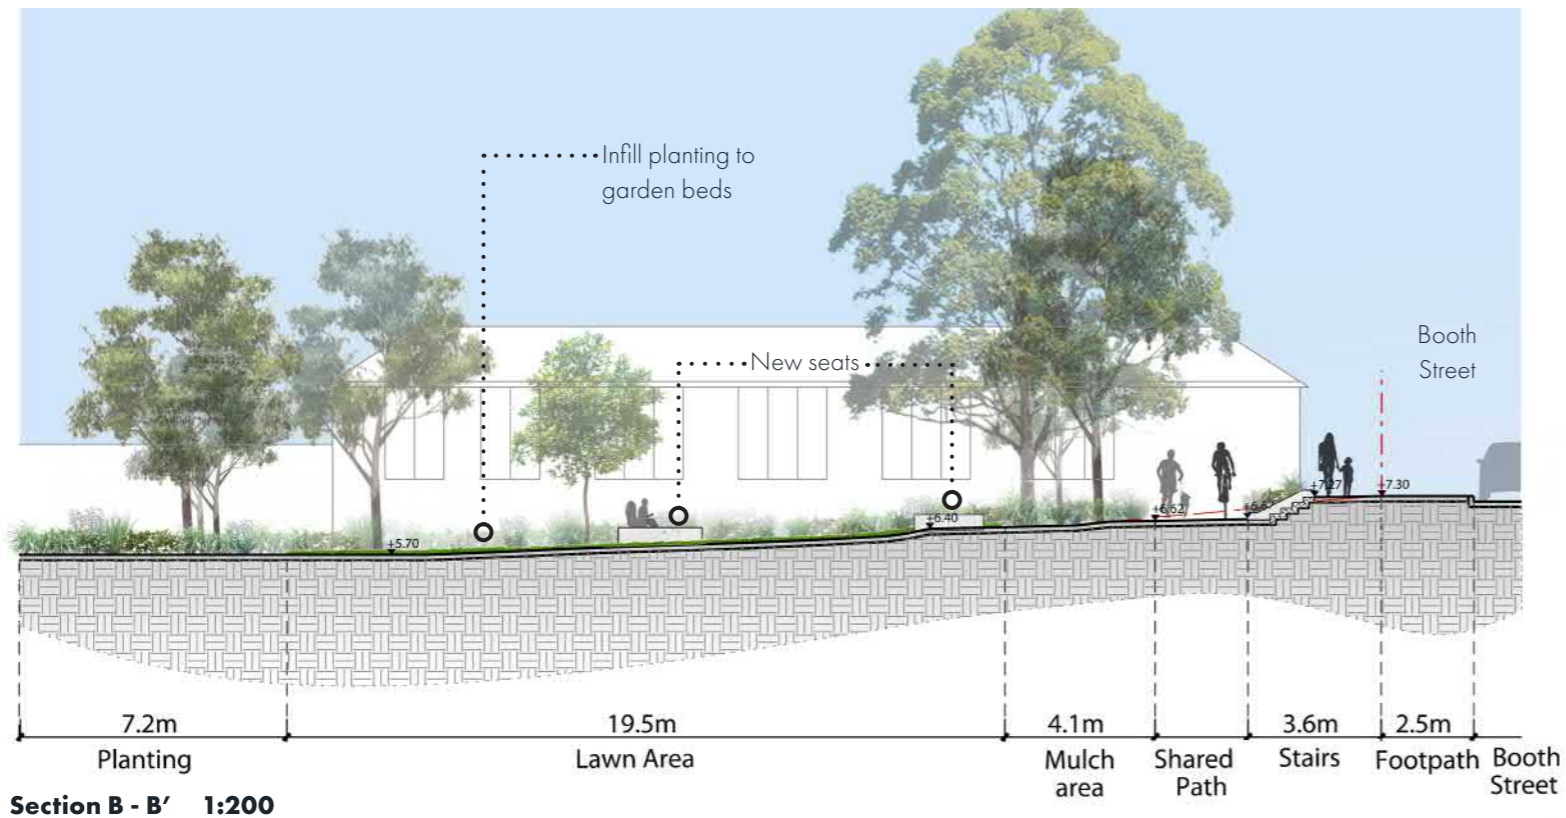 Infill planting to
garden beds
New seats
Booth
Street
+5.70
+6.40
+6.62
+7.27
+7.30
7.2m
19.5m
4.1m
3.6m
2.5m
Planting
Lawn Area
Mulch
area
Shared
Path
Stairs
Footpath
Booth
Street
Section B - B′ 1:200